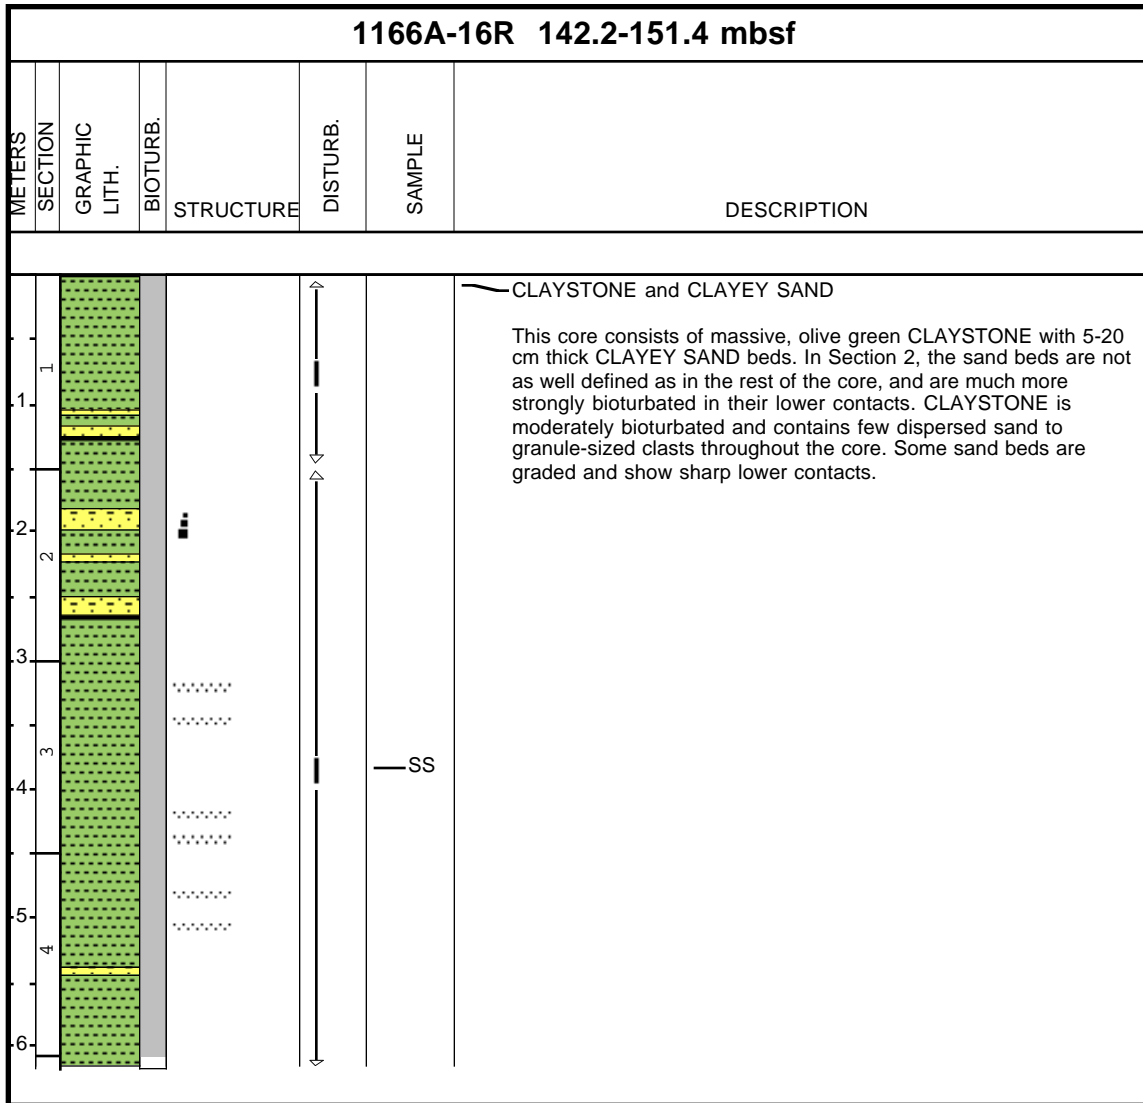 1166A-16R 142.2-151.4 mbsf
METERS
SECTION
GRAPHIC
LITH.
BIOTURB.
STRUCTURE
DISTURB.
SAMPLE
DESCRIPTION
CLAYSTONE and CLAYEY SAND
This core consists of massive, olive green CLAYSTONE with 5-20
cm thick CLAYEY SAND beds. In Section 2, the sand beds are not
as well defined as in the rest of the core, and are much more
strongly bioturbated in their lower contacts. CLAYSTONE is
moderately bioturbated and contains few dispersed sand to
granule-sized clasts throughout the core. Some sand beds are
graded and show sharp lower contacts.
1
1
2
2
3
3
SS
4
5
4
6